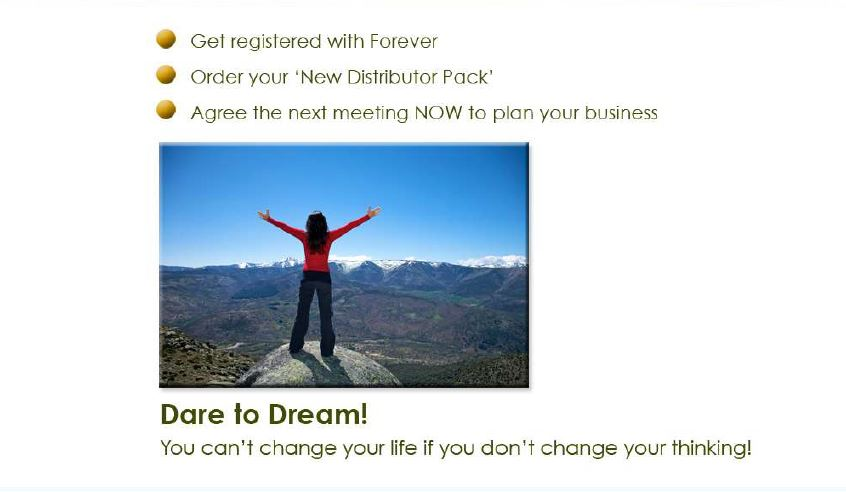 Get registered with Forever
Order your ‘New Distributor Pack’
Agree the next meeting NOW to plan your business
Dare to Dream!
You can’t change your life if you don’t change your thinking!